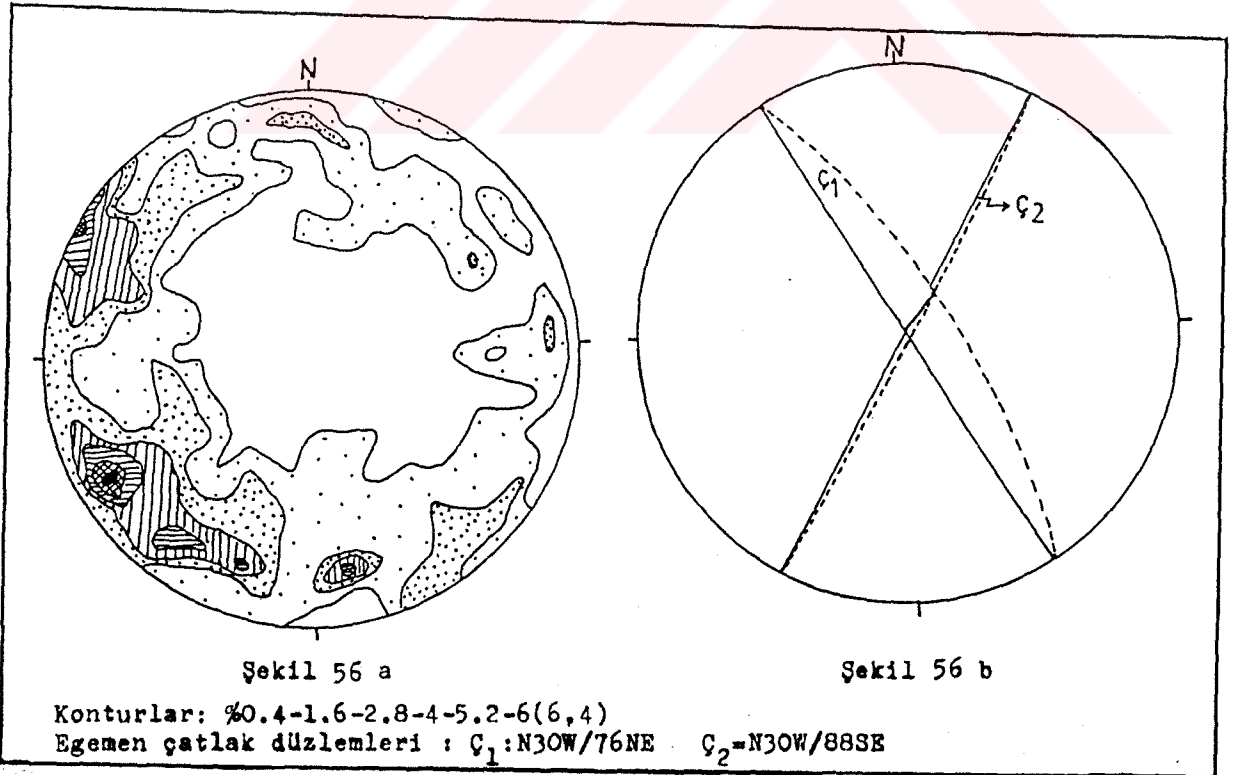 N
N
Ç1
Ç2
Şekil 56 a
Şekil 56 b
Konturlar: %0.4-1.6-2.8-4-5.2-6(6,4)
Egemen çatlak düzlemleri : Ç1:N30W/76NE Ç2=N30W/88SE